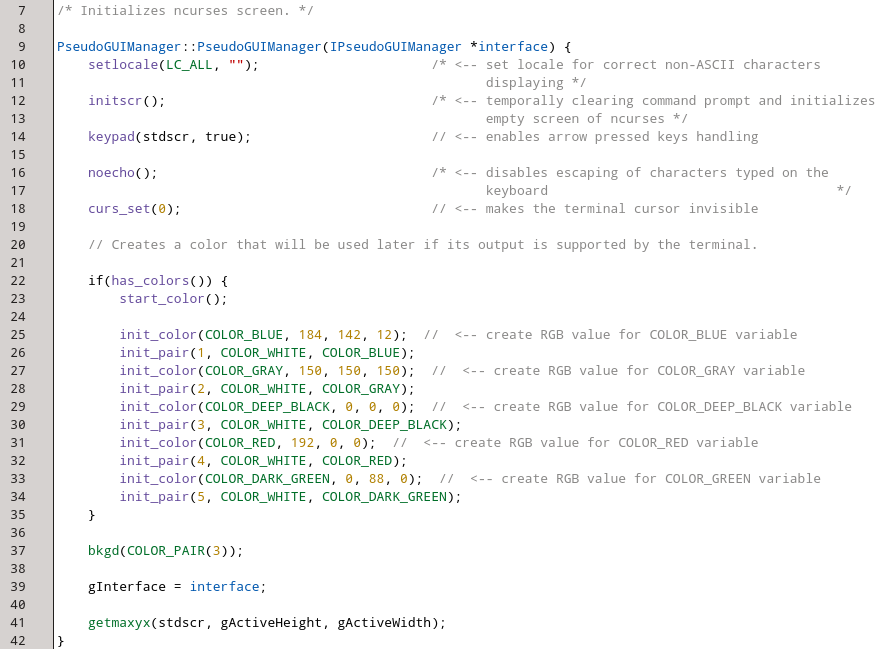 7 /* Initializes ncurses screen. */
8
9 PseudoGUIManager::PseudoGUIManager(IPseudoGUIManager *interface) {
10     setlocale(LC_ALL, "");                      /* <-- set locale for correct non-ASCII characters
11                                                        displaying */
12     initscr();                                  /* <-- temporally clearing command prompt and initializes
13                                                        empty screen of ncurses */
14     keypad(stdscr, true);                       // <-- enables arrow pressed keys handling
15
16     noecho();                                   /* <-- disables escaping of characters typed on the
17                                                        keyboard                                     */
18     curs_set(0);                                // <-- makes the terminal cursor invisible
19
20     // Creates a color that will be used later if its output is supported by the terminal.
21
22     if(has_colors()) {
23         start_color();
24
25         init_color(COLOR_BLUE, 184, 142, 12);  //  <-- create RGB value for COLOR_BLUE variable
26         init_pair(1, COLOR_WHITE, COLOR_BLUE);
27         init_color(COLOR_GRAY, 150, 150, 150);  //  <-- create RGB value for COLOR_GRAY variable
28         init_pair(2, COLOR_WHITE, COLOR_GRAY);
29         init_color(COLOR_DEEP_BLACK, 0, 0, 0);  //  <-- create RGB value for COLOR_DEEP_BLACK variable
30         init_pair(3, COLOR_WHITE, COLOR_DEEP_BLACK);
31         init_color(COLOR_RED, 192, 0, 0);  //  <-- create RGB value for COLOR_RED variable
32         init_pair(4, COLOR_WHITE, COLOR_RED);
33         init_color(COLOR_DARK_GREEN, 0, 88, 0);  //  <-- create RGB value for COLOR_GREEN variable
34         init_pair(5, COLOR_WHITE, COLOR_DARK_GREEN);
35     }
36
37     bkgd(COLOR_PAIR(3));
38
39     gInterface = interface;
40
41     getmaxyx(stdscr, gActiveHeight, gActiveWidth);
42 }